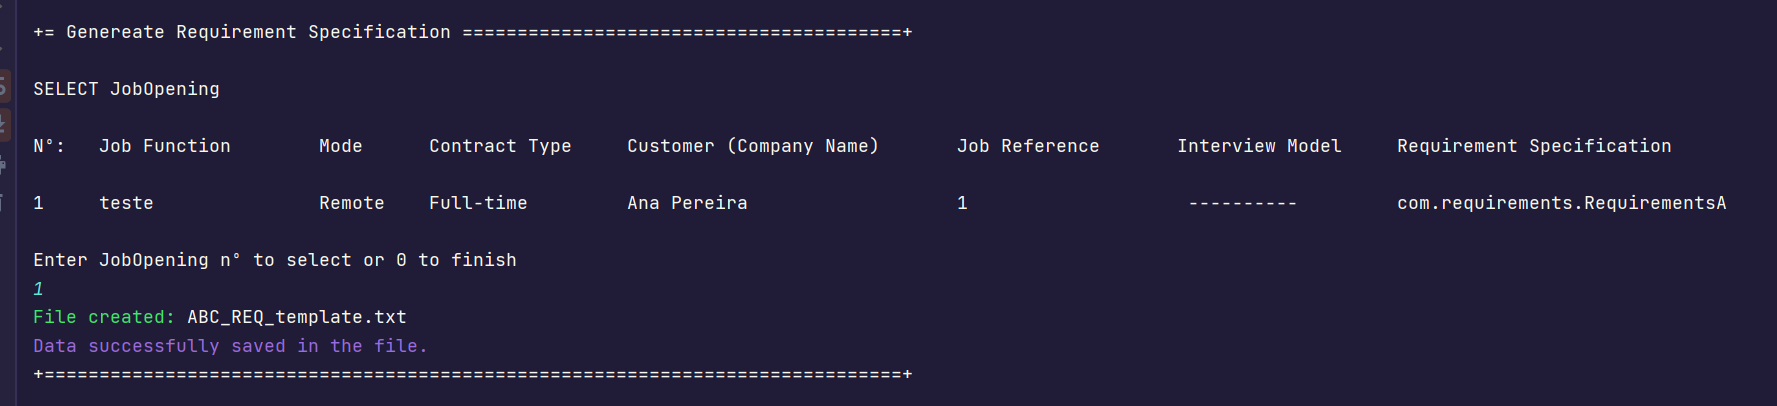 += Genereate Requirement Specification ========================================+
SELECT JobOpening
Nº: Job Function Mode Contract Type Customer (Company Name) Job Reference Interview Model Requirement Specification
1 teste Remote Full-time Ana Pereira 1 ---------- com.requirements.RequirementsA
Enter JobOpening nº to select or 0 to finish
1
File created: ABC_REQ_template.txt
Data successfully saved in the file.
+==============================================================================+